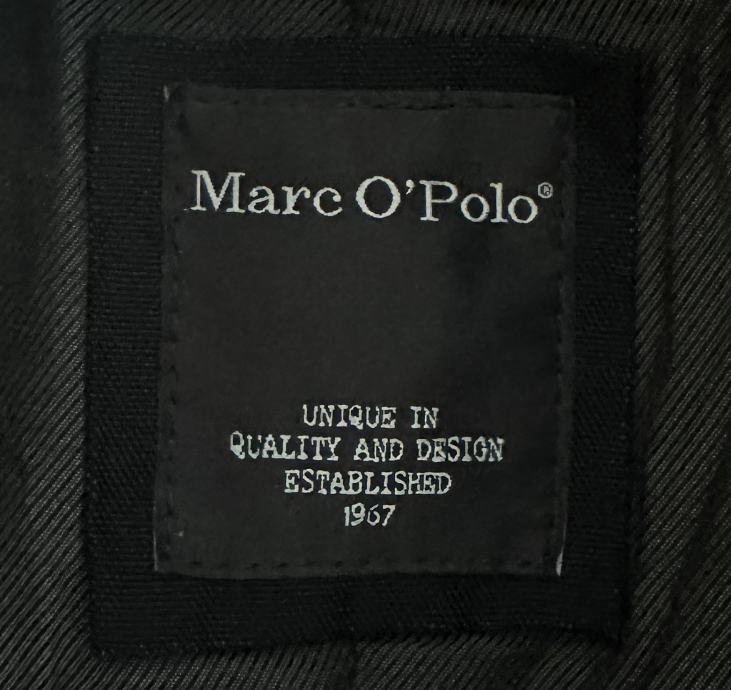 Marc O'Polo®
UNIQUE IN
QUALITY AND DESIGN
ESTABLISHED
1967